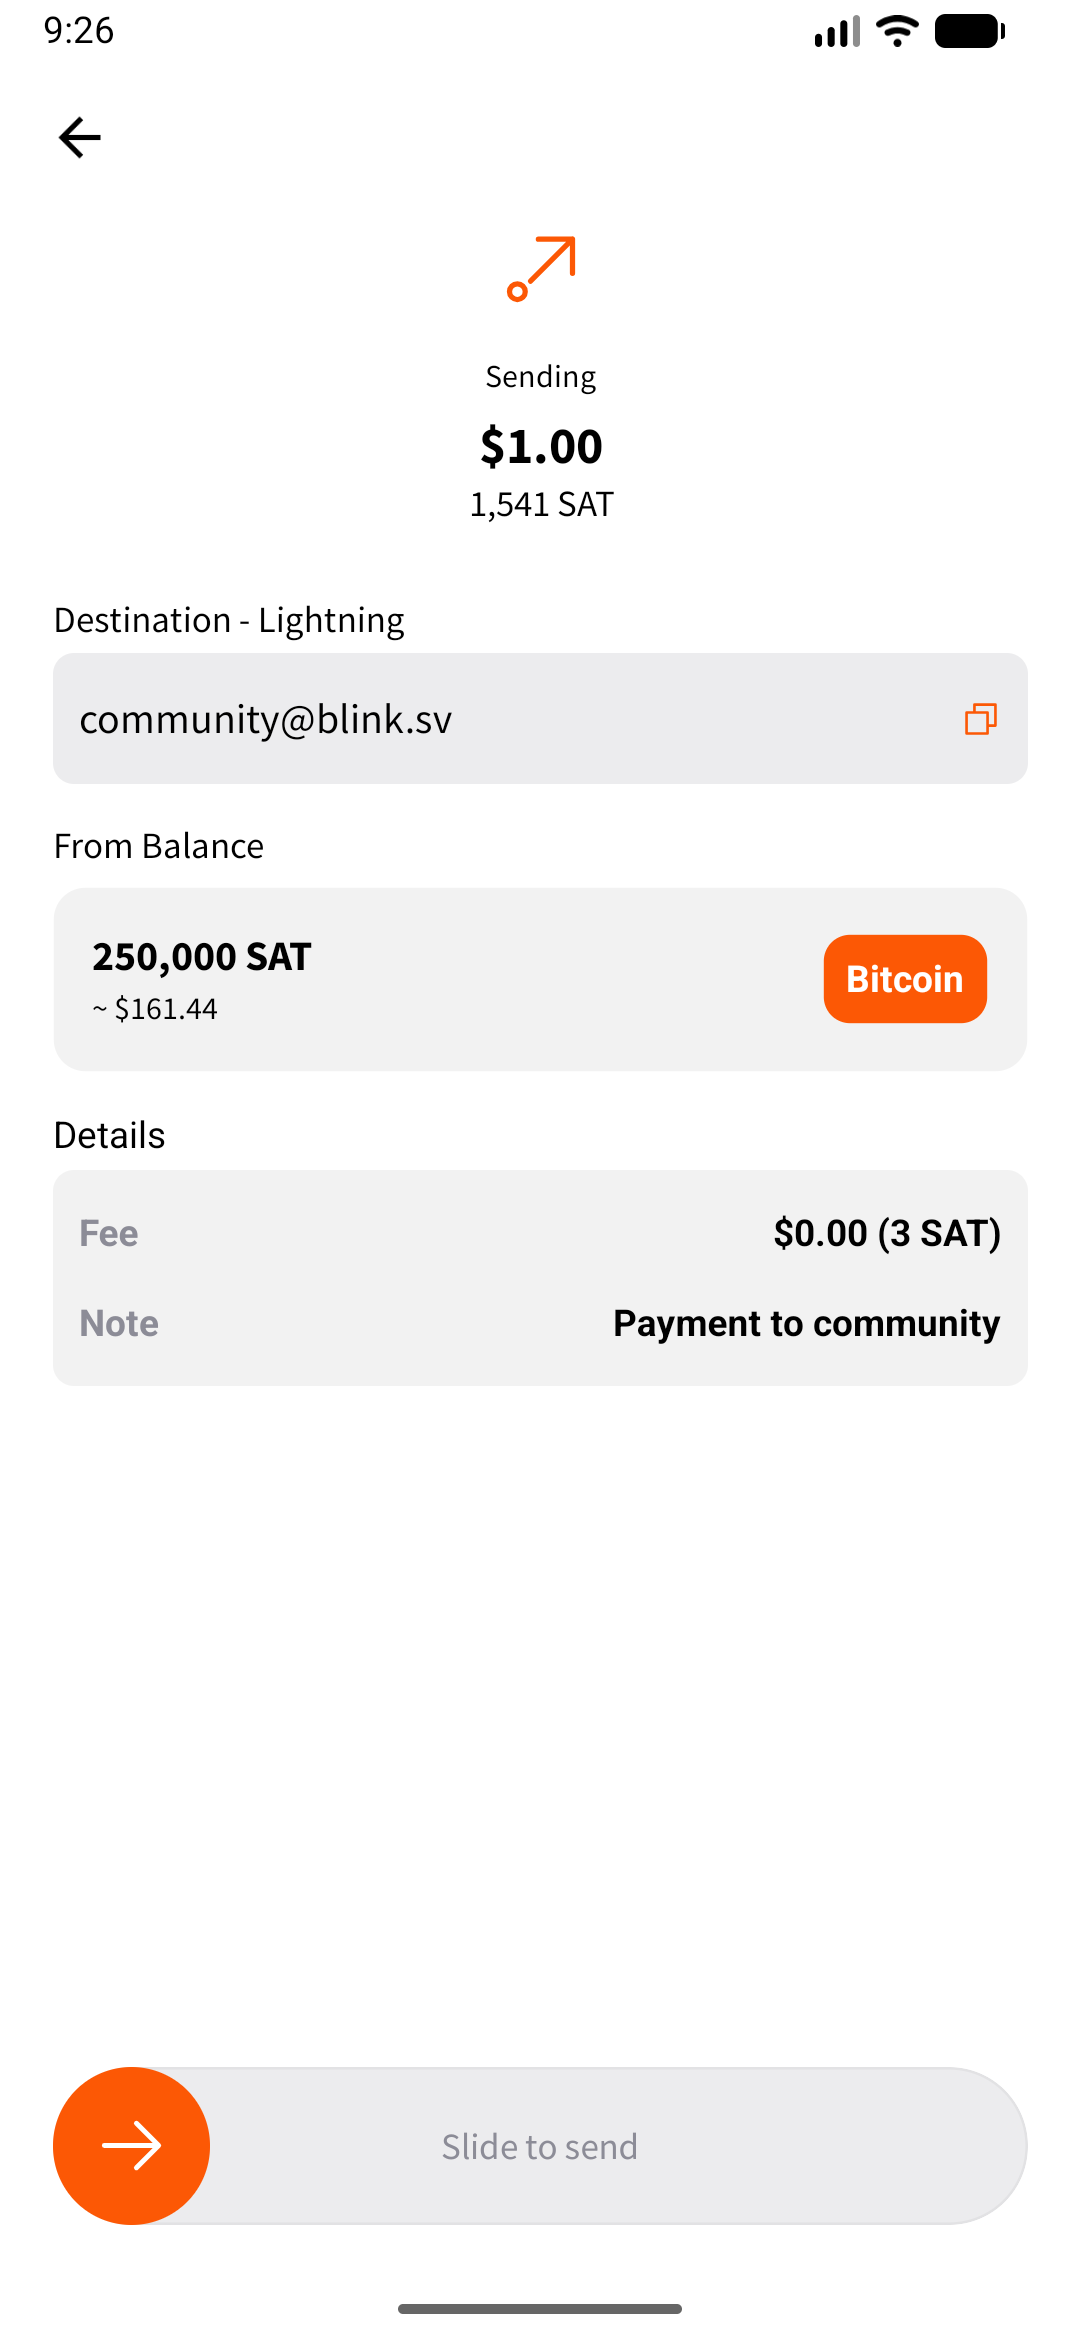 9:26
Sending
$1.00
1,541 SAT
Destination - Lightning
community@blink.sv
From Balance
250,000 SAT
~ $161.44
Bitcoin
Details
Fee
$0.00 (3 SAT)
Note
Payment to community
Slide to send